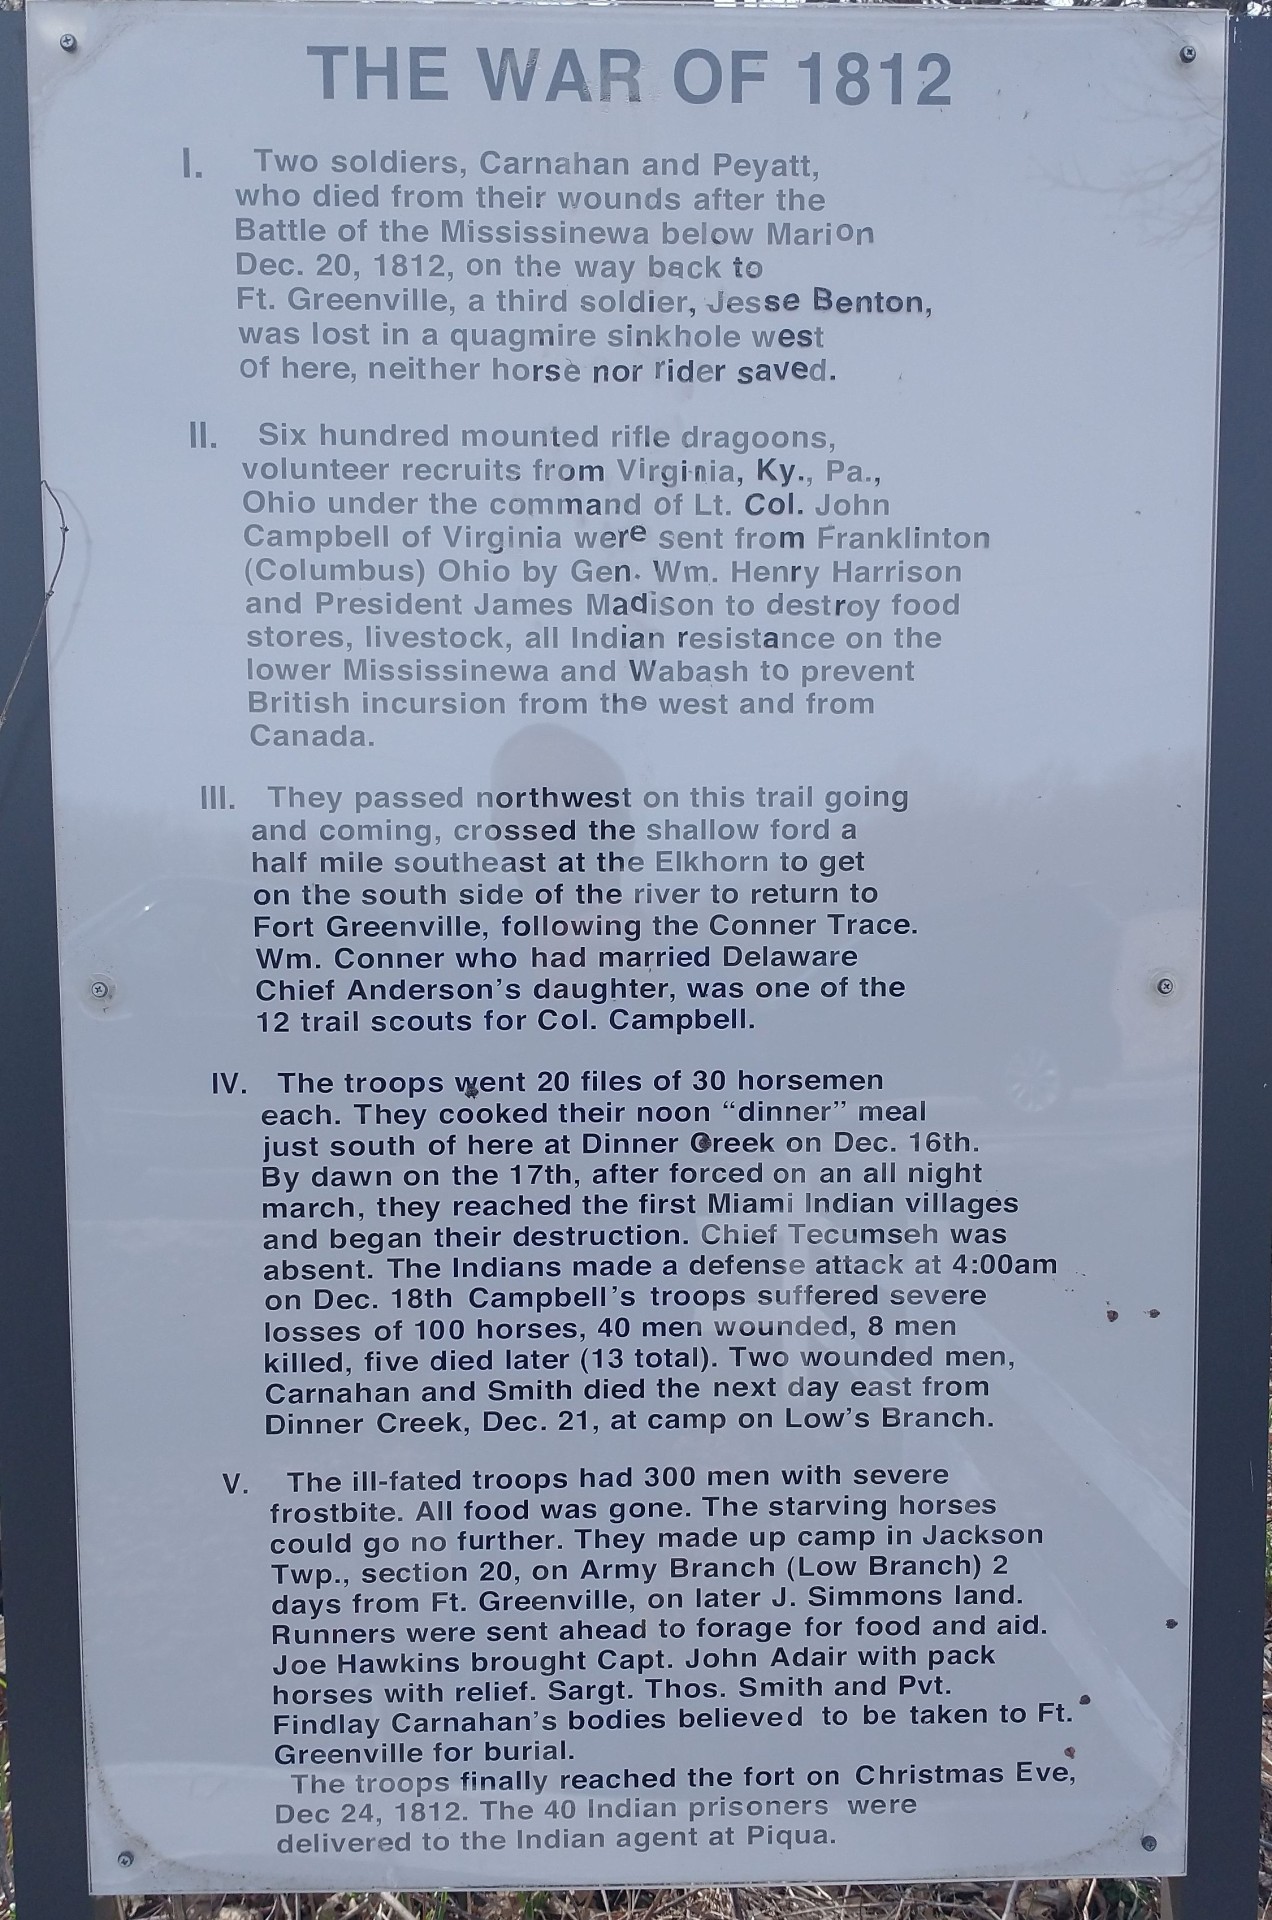 THE WAR OF 1812
I. Two soldiers, Carnahan and Peyatt,
who died from their wounds after the
Battle of the Mississinewa below Marion
Dec. 20, 1812, on the way back to
Ft. Greenville, a third soldier, Jesse Benton,
was lost in a quagmire sinkhole west
of here, neither horse nor rider saved.
II. Six hundred mounted rifle dragoons,
volunteer recruits from Virginia, Ky., Pa.,
Ohio under the command of Lt. Col. John
Campbell of Virginia were sent from Franklinton
(Columbus) Ohio by Gen. Wm. Henry Harrison
and President James Madison to destroy food
stores, livestock, all Indian resistance on the
lower Mississinewa and Wabash to prevent
British incursion from the west and from
Canada.
III. They passed northwest on this trail going
and coming, crossed the shallow ford a
half mile southeast at the Elkhorn to get
on the south side of the river to return to
Fort Greenville, following the Conner Trace.
Wm. Conner who had married Delaware
Chief Anderson's daughter, was one of the
12 trail scouts for Col. Campbell.
IV. The troops went 20 files of 30 horsemen
each. They cooked their noon “dinner” meal
just south of here at Dinner Creek on Dec. 16th.
By dawn on the 17th, after forced on an all night
march, they reached the first Miami Indian villages
and began their destruction. Chief Tecumseh was
absent. The Indians made a defense attack at 4:00am
on Dec. 18th Campbell's troops suffered severe
losses of 100 horses, 40 men wounded, 8 men
killed, five died later (13 total). Two wounded men,
Carnahan and Smith died the next day east from
Dinner Creek, Dec. 21, at camp on Low's Branch.
V. The ill-fated troops had 300 men with severe
frostbite. All food was gone. The starving horses
could go no further. They made up camp in Jackson
Twp., section 20, on Army Branch (Low Branch) 2
days from Ft. Greenville, on later J. Simmons land.
Runners were sent ahead to forage for food and aid.
Joe Hawkins brought Capt. John Adair with pack
horses with relief. Sargt. Thos. Smith and Pvt.
Findlay Carnahan's bodies believed to be taken to Ft.
Greenville for burial.
The troops finally reached the fort on Christmas Eve,
Dec 24, 1812. The 40 Indian prisoners were
delivered to the Indian agent at Piqua.